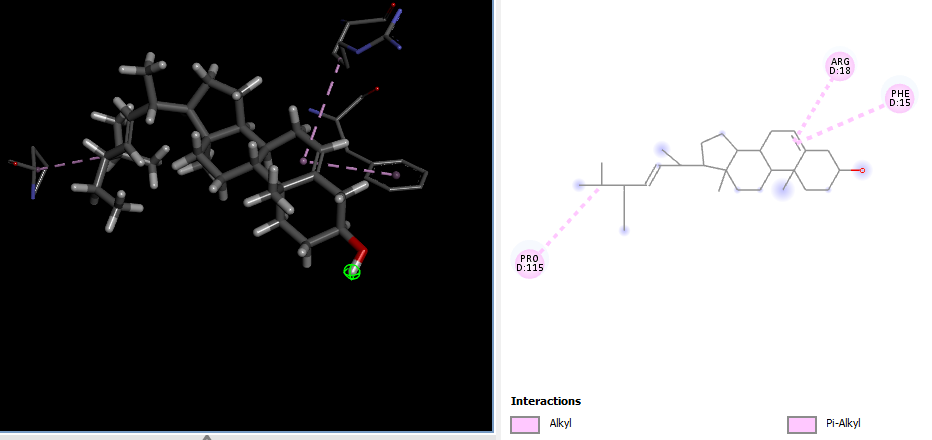 ARG
D:18
PHE
D:15
PRO
D:115
Interactions
Alkyl
Pi-Alkyl